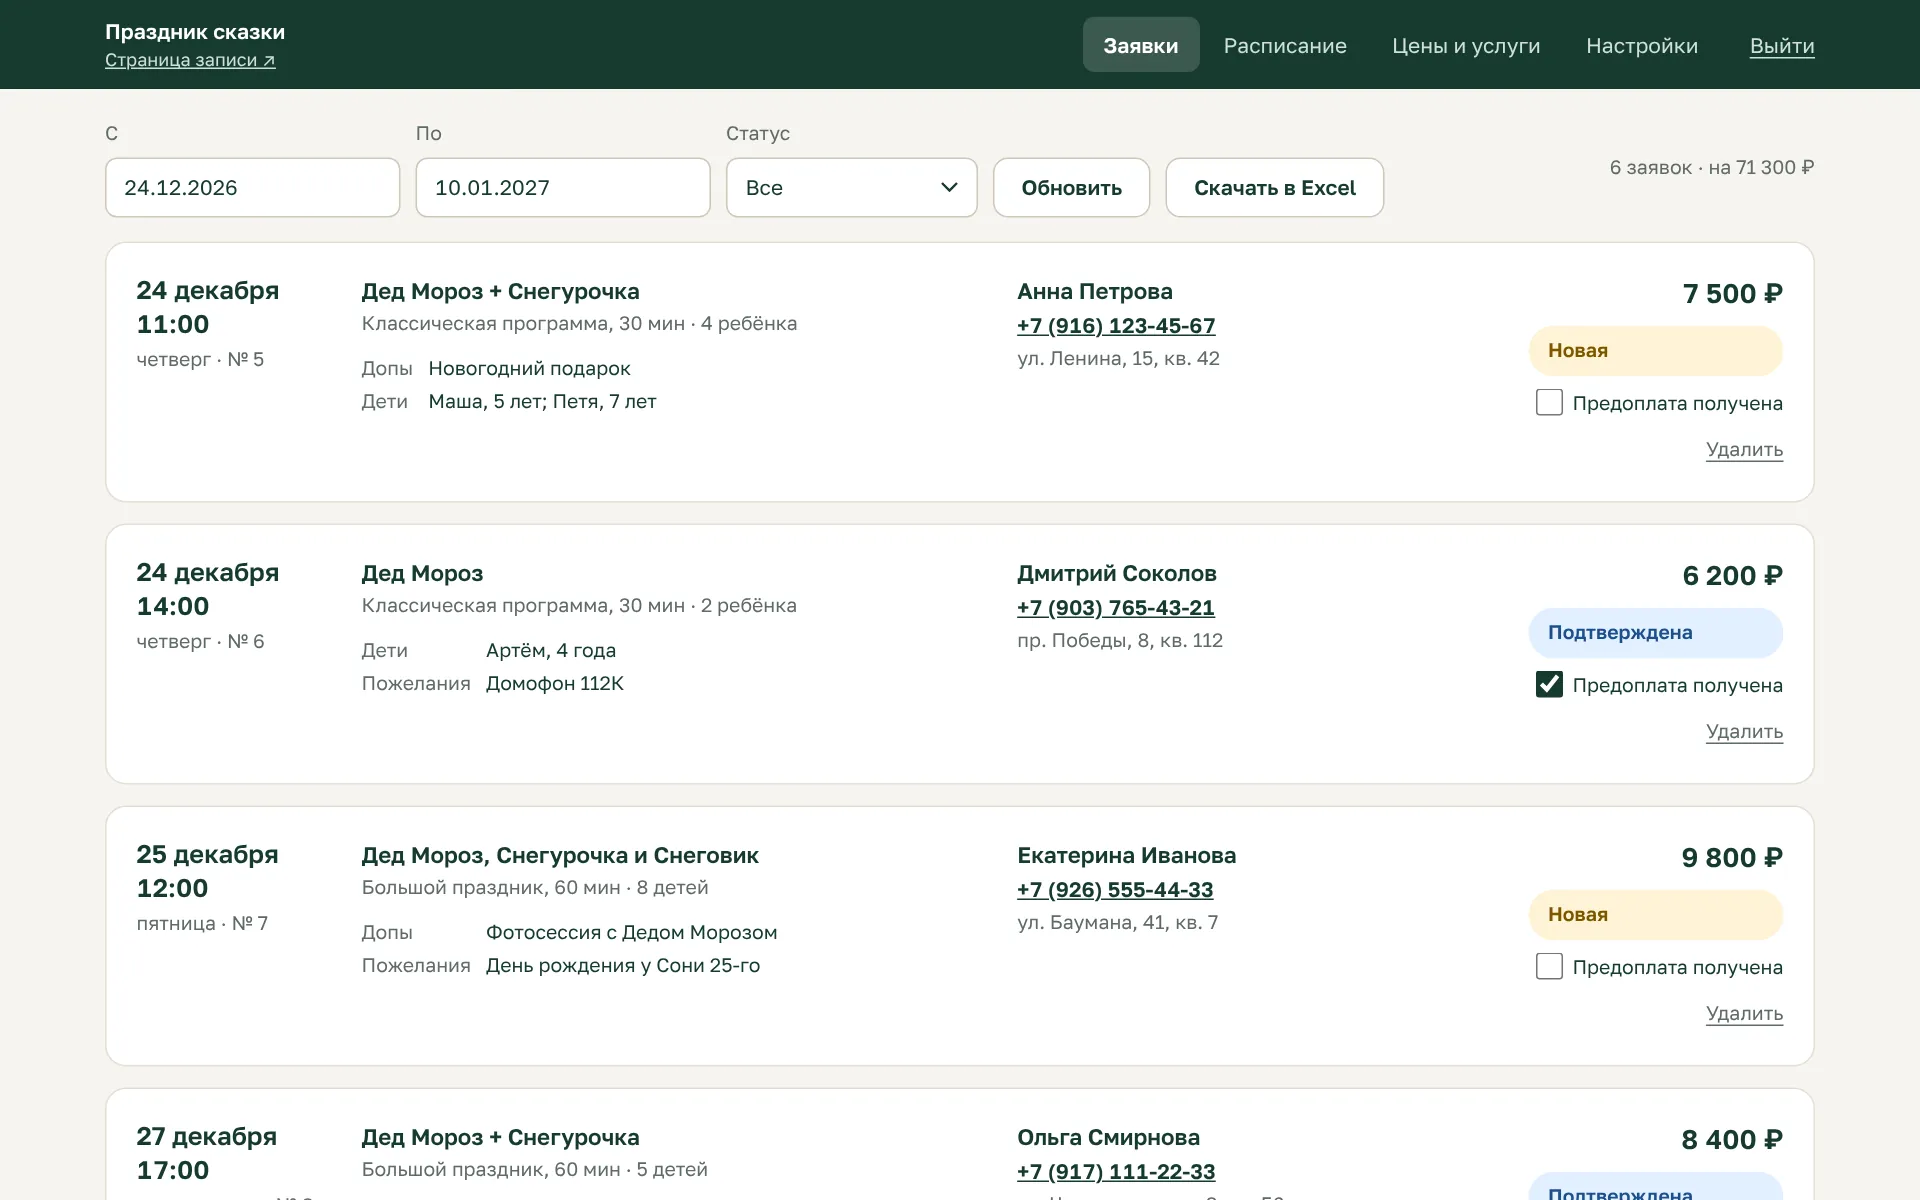 Праздник сказки
Страница записи ↗
Заявки
Расписание
Цены и услуги
Настройки
Выйти
С
По
Статус
24.12.2026
10.01.2027
Все
Обновить
Скачать в Excel
6 заявок · на 71 300 ₽
24 декабря
11:00
четверг · № 5
Дед Мороз + Снегурочка
Классическая программа, 30 мин · 4 ребёнка
Допы Новогодний подарок
Дети Маша, 5 лет; Петя, 7 лет
Анна Петрова
+7 (916) 123-45-67
ул. Ленина, 15, кв. 42
7 500 ₽
Новая
Предоплата получена
Удалить
24 декабря
14:00
четверг · № 6
Дед Мороз
Классическая программа, 30 мин · 2 ребёнка
Дети Артём, 4 года
Пожелания Домофон 112К
Дмитрий Соколов
+7 (903) 765-43-21
пр. Победы, 8, кв. 112
6 200 ₽
Подтверждена
Предоплата получена
Удалить
25 декабря
12:00
пятница · № 7
Дед Мороз, Снегурочка и Снеговик
Большой праздник, 60 мин · 8 детей
Допы Фотосессия с Дедом Морозом
Пожелания День рождения у Сони 25-го
Екатерина Иванова
+7 (926) 555-44-33
ул. Баумана, 41, кв. 7
9 800 ₽
Новая
Предоплата получена
Удалить
27 декабря
17:00
Дед Мороз + Снегурочка
Большой праздник, 60 мин · 5 детей
Ольга Смирнова
+7 (917) 111-22-33
8 400 ₽
Подтверждена